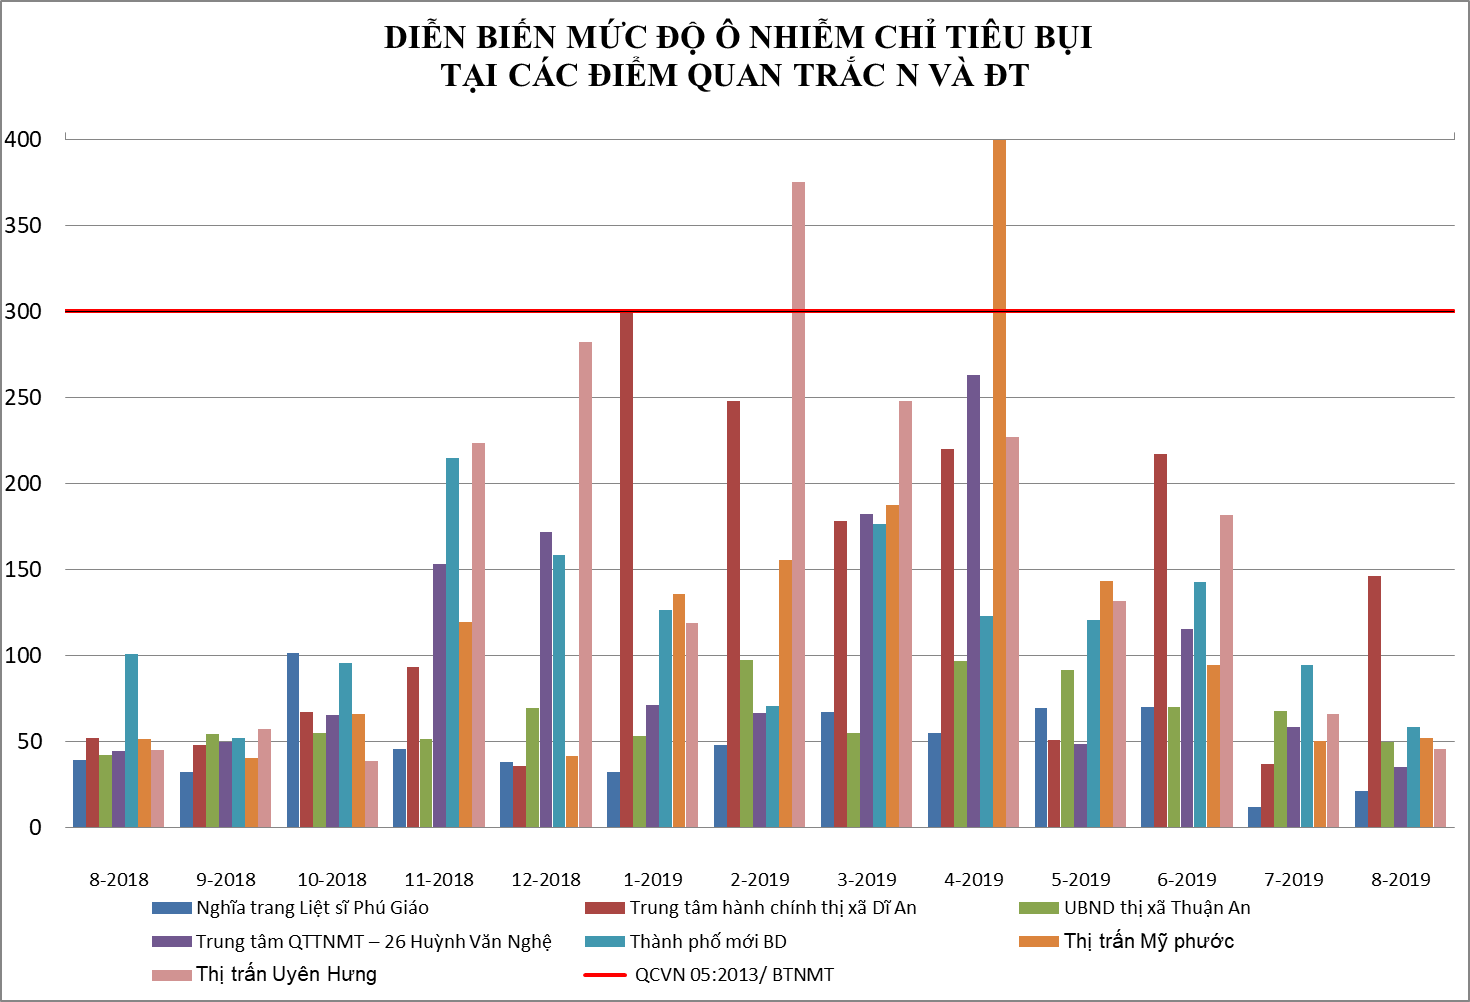 DIỄN BIẾN MỨC ĐỘ Ô NHIỄM CHỈ TIÊU BỤI
TẠI CÁC ĐIỂM QUAN TRẮC N VÀ ĐT
400
350
300
250
200
150
100
50
0
8-2018 9-2018 10-2018 11-2018 12-2018 1-2019 2-2019 3-2019 4-2019 5-2019 6-2019 7-2019 8-2019
Nghĩa trang Liệt sĩ Phú Giáo Trung tâm hành chính thị xã Dĩ An UBND thị xã Thuận An
Trung tâm QTTNMT – 26 Huỳnh Văn Nghệ Thành phố mới BD Thị trấn Mỹ phước
Thị trấn Uyên Hưng QCVN 05:2013/ BTNMT